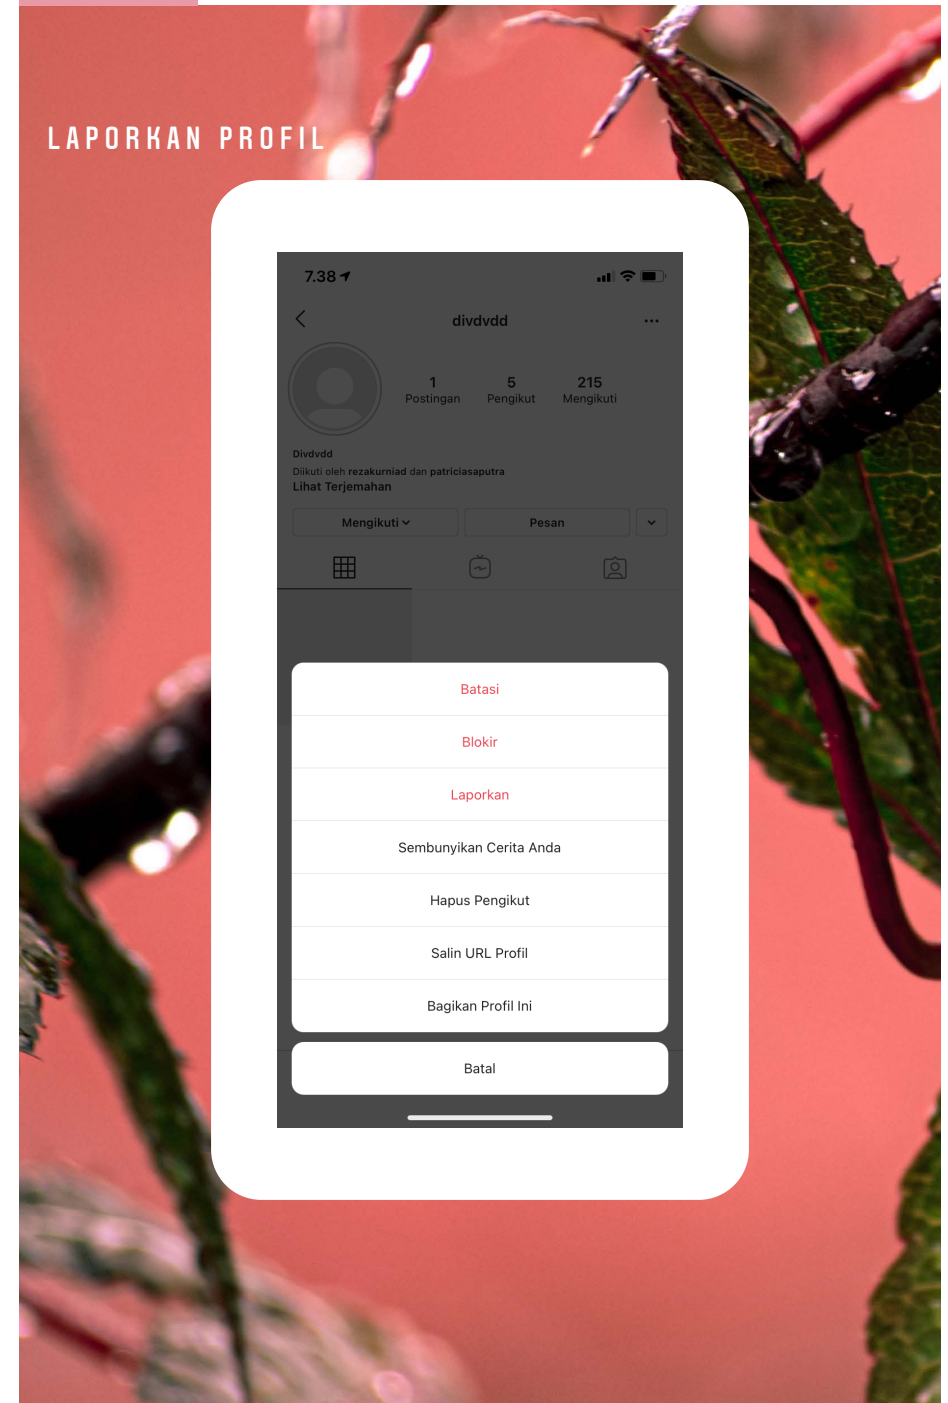 LAPORKAN PROFIL
7.38
divdvdd
1 5 215
Postingan Pengikut Mengikuti
Divdvdd
Diikuti oleh rezakurniad dan patriciasaputra
Lihat Terjemahan
Mengikuti Pesan
Batasi
Blokir
Laporkan
Sembunyikan Cerita Anda
Hapus Pengikut
Salin URL Profil
Bagikan Profil Ini
Batal